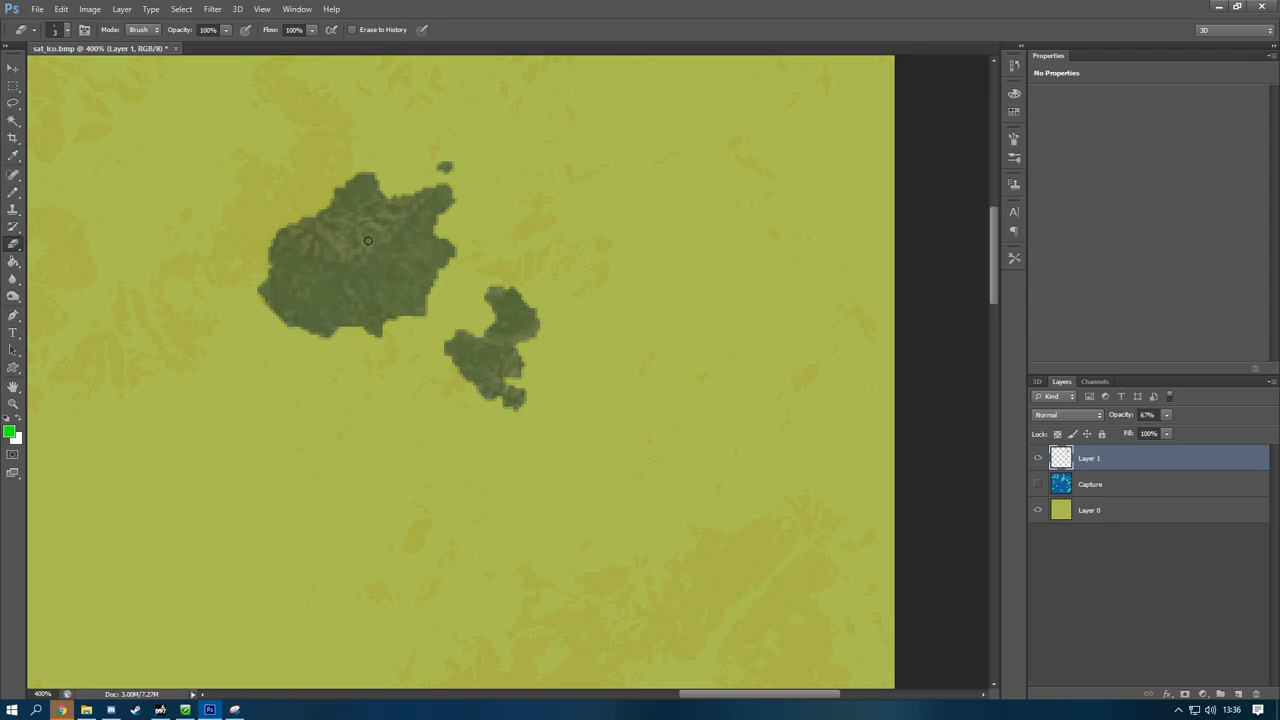 Ps File Edit Image Layer Type Select Filter 3D View Window Help
3 Mode: Brush Opacity: 100% Flow: 100% Erase to History 3D
sat_lco.bmp @ 400% (Layer 1, RGB/8) * ×
Properties
No Properties
3D Layers Channels
Kind
Normal Opacity: 67%
Lock: Fill: 100%
Layer 1
Capture
Layer 0
400% Doc: 3.00M/7.27M
13:36